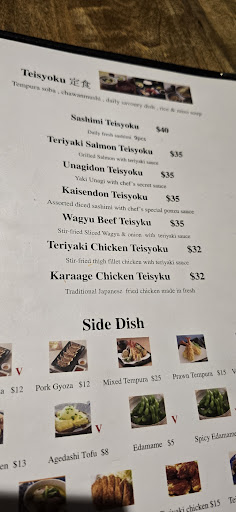 Teisyoku 定食
Tempura soba , chawanmushi , daily savoury dish , rice & miso soup
Sashimi Teisyoku $40
Daily fresh sashimi 9pcs
Teriyaki Salmon Teisyoku $35
Grilled Salmon with teriyaki sauce
Unagidon Teisyoku $35
Yaki Unagi with chef's secret sauce
Kaisendon Teisyoku $35
Assorted diced sashimi with chef's special ponzu sauce
Wagyu Beef Teisyku $35
Stir-fried Sliced Wagyu & onion with teriyaki sauce
Teriyaki Chicken Teisyoku $32
Stir-fried thigh fillet chicken with teriyaki sauce
Karaage Chicken Teisyku $32
Traditional Japanese fried chicken made in fresh
Side Dish
V
$12 Pork Gyoza $12 Mixed Tempura $25 Prawn Tempura $15
V V
$13 Agedashi Tofu $8 Edamame $5 Spicy Edamame
chicken $15